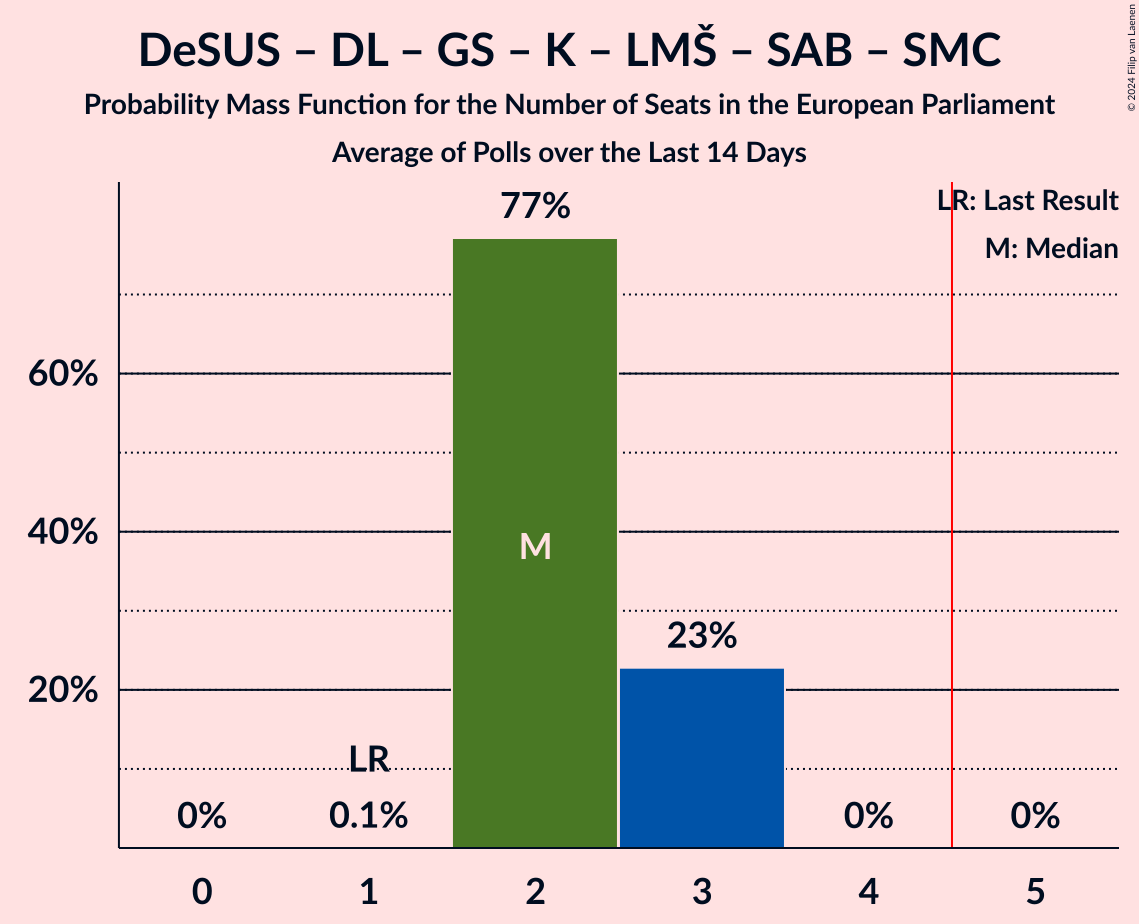 DeSUS – DL – GS – K – LMŠ – SAB – SMC
Probability Mass Function for the Number of Seats in the European Parliament
Average of Polls over the Last 14 Days
© 2024 Filip van Laenen
LR: Last Result
M: Median
77%
60%
40%
20%
M
23%
LR
0%
0.1%
0%
0%
0
1
2
3
4
5